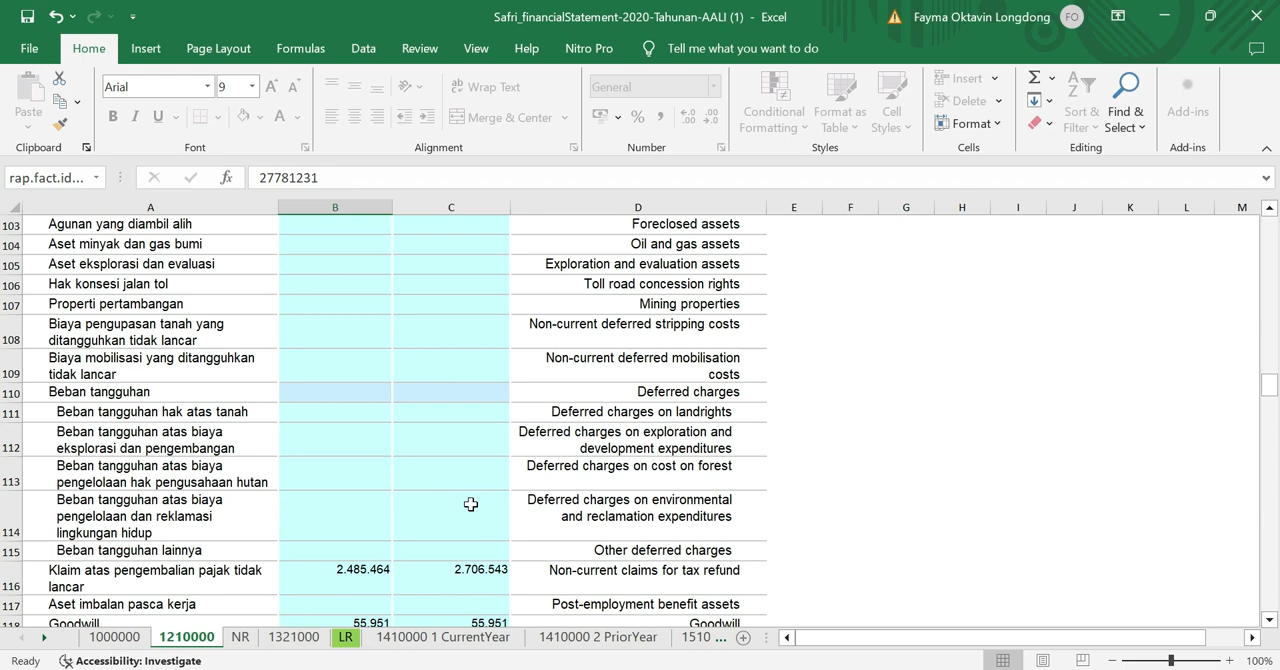 Safri_financialStatement-2020-Tahunan-AALI (1) - Excel
Fayma Oktavin Longdong FO
File Home Insert Page Layout Formulas Data Review View Help Nitro Pro Tell me what you want to do
Arial 9 Wrap Text General Insert
Paste B I U A Merge & Center % , Conditional Formatting Format as Table Cell Styles Delete Sort & Filter Find & Select Add-ins
Format
Clipboard Font Alignment Number Styles Cells Editing Add-ins
rap.fact.id... fx 27781231
A B C D E F G H I J K L M
103 Agunan yang diambil alih Foreclosed assets
104 Aset minyak dan gas bumi Oil and gas assets
105 Aset eksplorasi dan evaluasi Exploration and evaluation assets
106 Hak konsesi jalan tol Toll road concession rights
107 Properti pertambangan Mining properties
Biaya pengupasan tanah yang Non-current deferred stripping costs
108 ditangguhkan tidak lancar
Biaya mobilisasi yang ditangguhkan Non-current deferred mobilisation
109 tidak lancar costs
110 Beban tangguhan Deferred charges
111 Beban tangguhan hak atas tanah Deferred charges on landrights
Beban tangguhan atas biaya Deferred charges on exploration and
112 eksplorasi dan pengembangan development expenditures
Beban tangguhan atas biaya Deferred charges on cost on forest
113 pengelolaan hak pengusahaan hutan
Beban tangguhan atas biaya Deferred charges on environmental
pengelolaan dan reklamasi and reclamation expenditures
114 lingkungan hidup
115 Beban tangguhan lainnya Other deferred charges
Klaim atas pengembalian pajak tidak 2.485.464 2.706.543 Non-current claims for tax refund
116 lancar
117 Aset imbalan pasca kerja Post-employment benefit assets
118 Goodwill 55.951 55.951 Goodwill
1000000 1210000 NR 1321000 LR 1410000 1 CurrentYear 1410000 2 PriorYear 1510 ...
Ready Accessibility: Investigate 100%